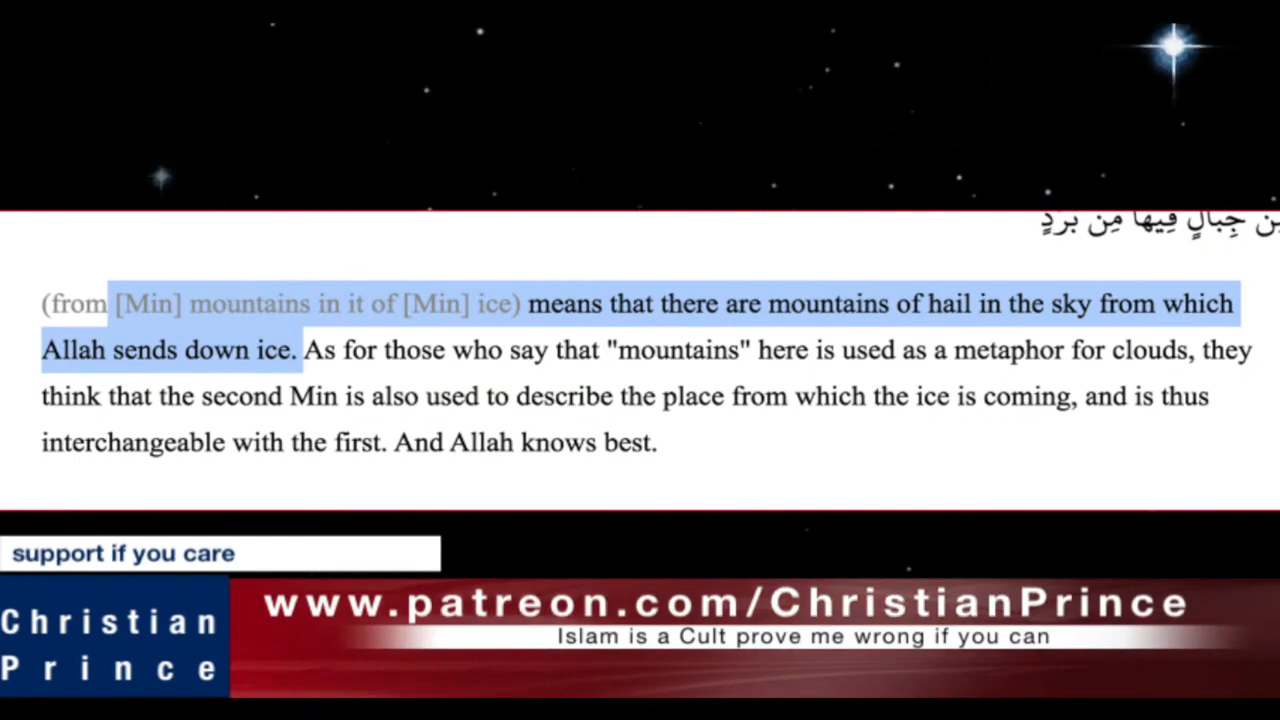 مِن جِبَالٍ فِيهَا مِن بَرَدٍ
(from [Min] mountains in it of [Min] ice) means that there are mountains of hail in the sky from which
Allah sends down ice. As for those who say that "mountains" here is used as a metaphor for clouds, they
think that the second Min is also used to describe the place from which the ice is coming, and is thus
interchangeable with the first. And Allah knows best.
support if you care
Christian
Prince
www.patreon.com/ChristianPrince
Islam is a Cult prove me wrong if you can